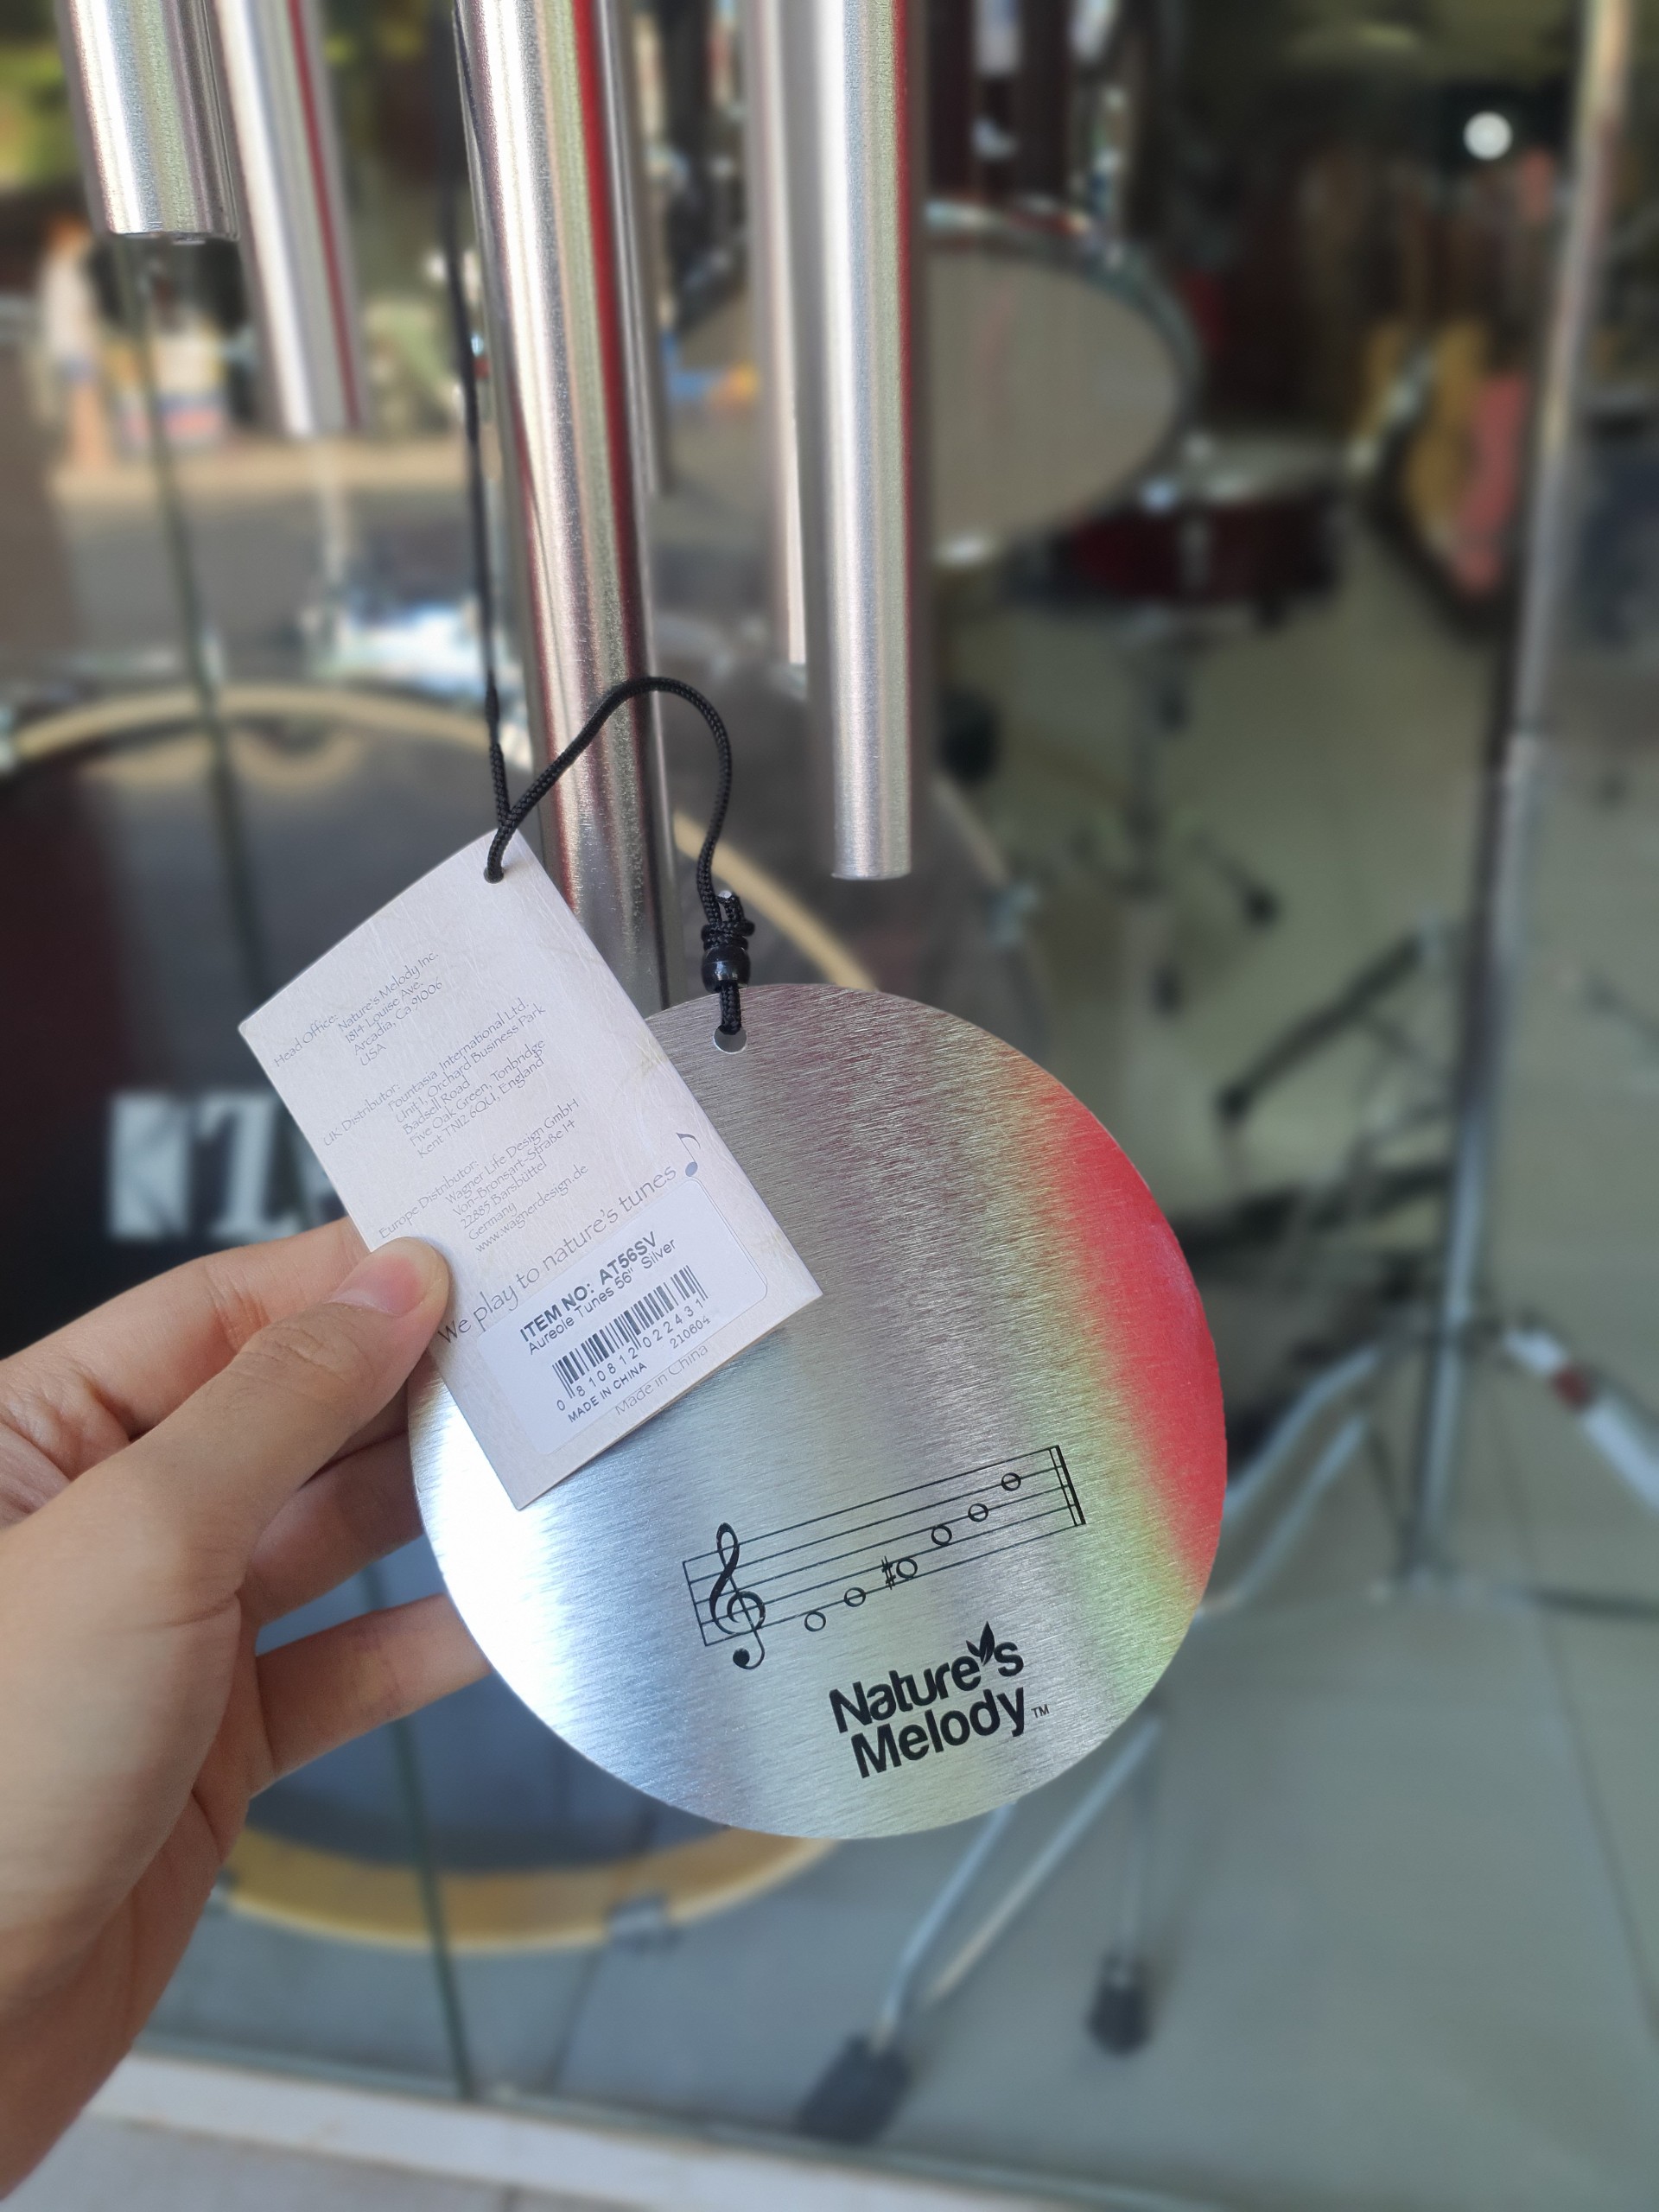 Head Office:
Nature's Melody Inc.
1814 Louise Ave.
Arcadia, Ca 91006
USA
UK Distributor:
Fountasia International Ltd.
Unit 1, Orchard Business Park
Badsell Road
Five Oak Green, Tonbridge
Kent TN12 6QU, England
Europe Distributor:
Wagner Life Design GmbH
Von-Bronsart-Straße 14
22885 Barsbüttel
Germany
www.wagnerdesign.de
We play to nature's tunes
ITEM NO: AT56SV
Aureole Tunes 56" Silver
0 81081202243 1
MADE IN CHINA 210804
Made in China
Nature's
Melody™